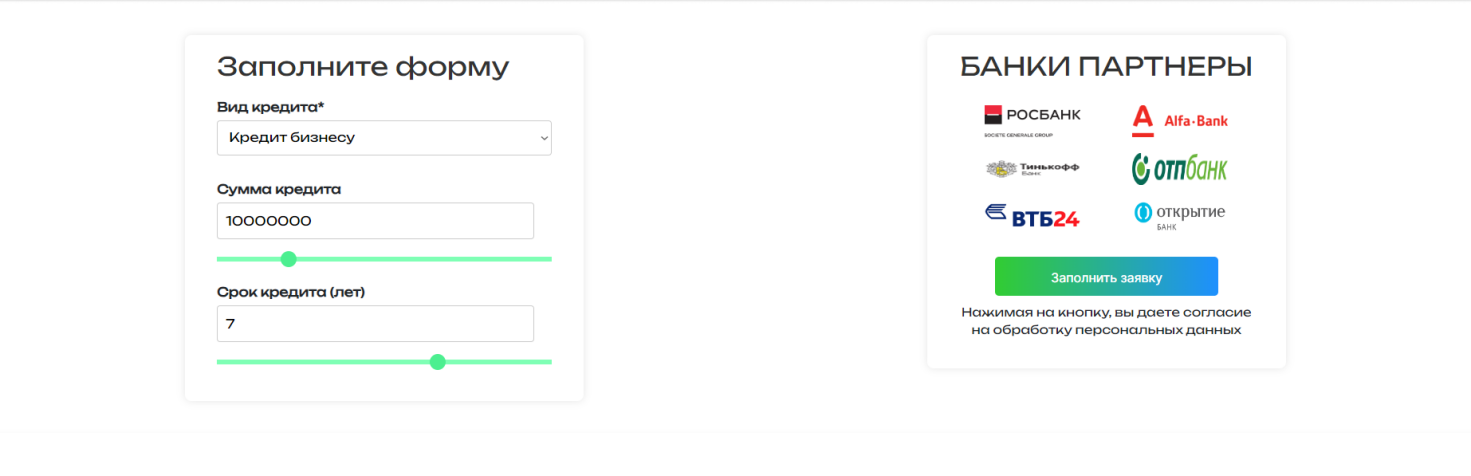 Заполните форму
Вид кредита*
Кредит бизнесу
Сумма кредита
10000000
Срок кредита (лет)
7
БАНКИ ПАРТНЕРЫ
РОСБАНК
SOCIETE GENERALE GROUP
Alfa·Bank
Тинькофф
Банк
отпбанк
ВТБ24
открытие
БАНК
Заполнить заявку
Нажимая на кнопку, вы даете согласие
на обработку персональных данных